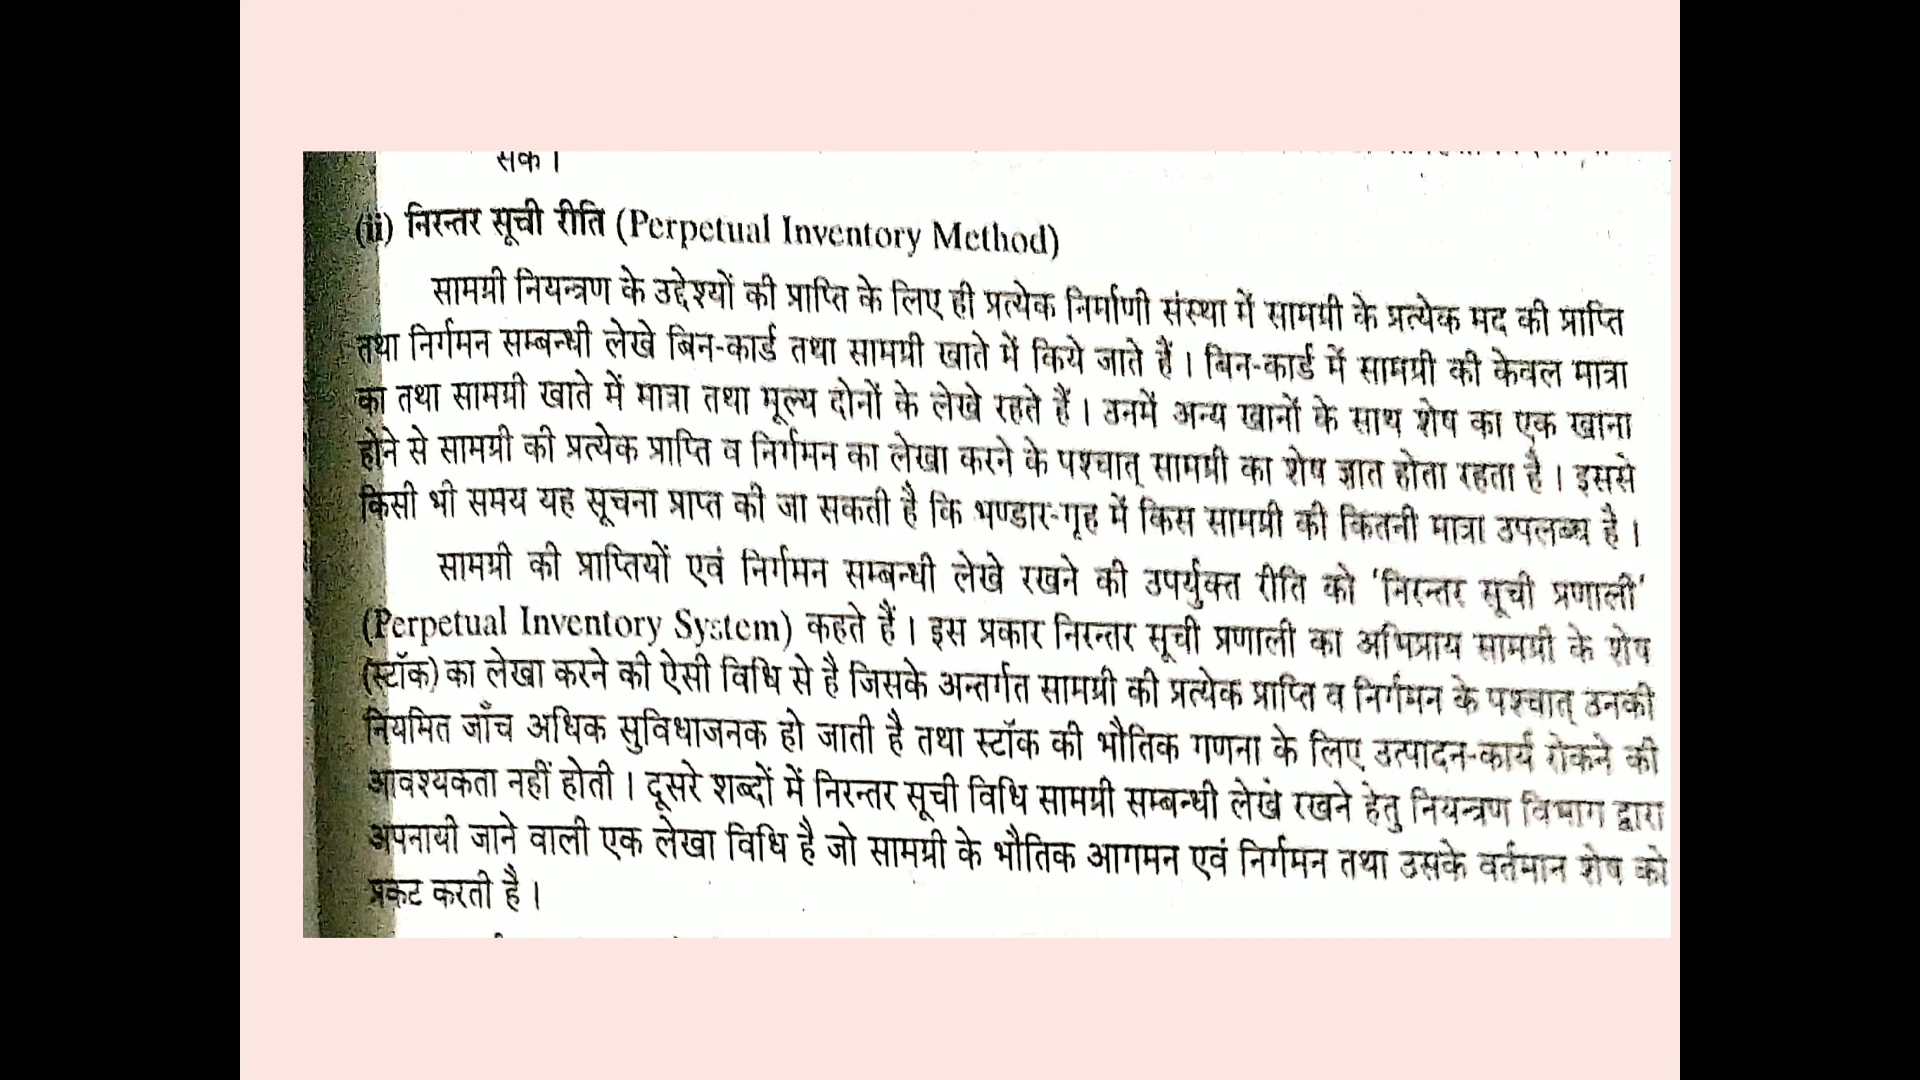 सके।
(ii) निरन्तर सूची रीति (Perpetual Inventory Method)
सामग्री नियन्त्रण के उद्देश्यों की प्राप्ति के लिए ही प्रत्येक निर्माणी संस्था में सामग्री के प्रत्येक मद की प्राप्ति
तथा निर्गमन सम्बन्धी लेखे बिन-कार्ड तथा सामग्री खाते में किये जाते हैं। बिन-कार्ड में सामग्री की केवल मात्रा
का तथा सामग्री खाते में मात्रा तथा मूल्य दोनों के लेखे रहते हैं। उनमें अन्य खानों के साथ शेष का एक खाना
होने से सामग्री की प्रत्येक प्राप्ति व निर्गमन का लेखा करने के पश्चात् सामग्री का शेष ज्ञात होता रहता है। इससे
किसी भी समय यह सूचना प्राप्त की जा सकती है कि भण्डार-गृह में किस सामग्री की कितनी मात्रा उपलब्ध है।
सामग्री की प्राप्तियों एवं निर्गमन सम्बन्धी लेखे रखने की उपर्युक्त रीति को 'निरन्तर सूची प्रणाली'
(Perpetual Inventory System) कहते हैं। इस प्रकार निरन्तर सूची प्रणाली का अभिप्राय सामग्री के शेष
(स्टॉक) का लेखा करने की ऐसी विधि से है जिसके अन्तर्गत सामग्री की प्रत्येक प्राप्ति व निर्गमन के पश्चात् उनकी
नियमित जाँच अधिक सुविधाजनक हो जाती है तथा स्टॉक की भौतिक गणना के लिए उत्पादन-कार्य रोकने की
आवश्यकता नहीं होती। दूसरे शब्दों में निरन्तर सूची विधि सामग्री सम्बन्धी लेखे रखने हेतु नियन्त्रण विभाग द्वारा
अपनायी जाने वाली एक लेखा विधि है जो सामग्री के भौतिक आगमन एवं निर्गमन तथा उसके वर्तमान शेष को
प्रकट करती है।